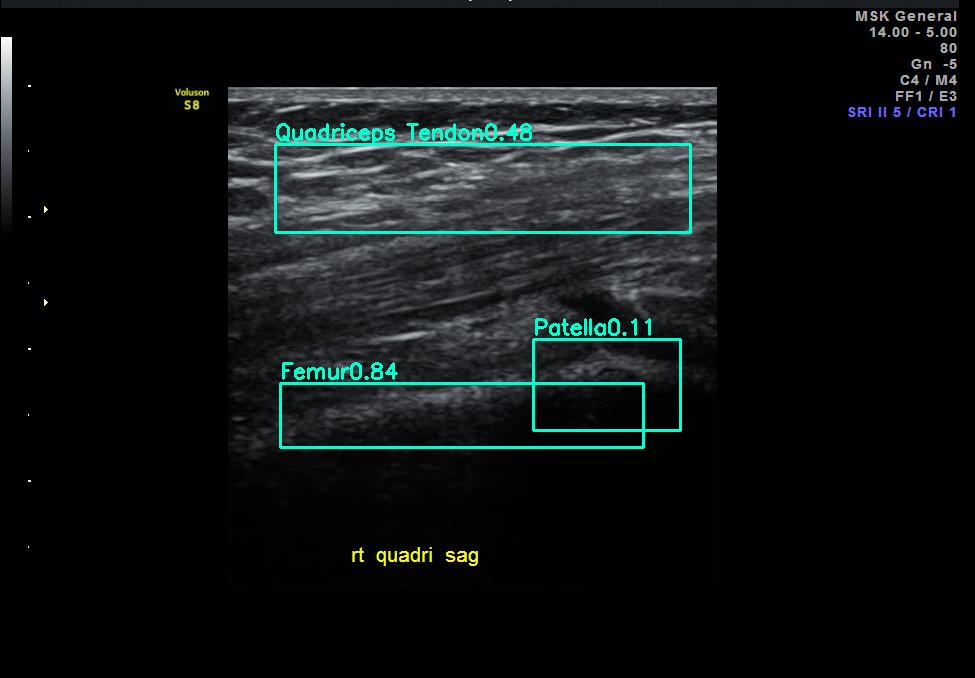 MSK General
14.00 - 5.00
80
Gn -5
C4 / M4
FF1 / E3
SRI II 5 / CRI 1
Voluson
S8
Quadriceps Tendon0.48
Patella0.11
Femur0.84
rt quadri sag